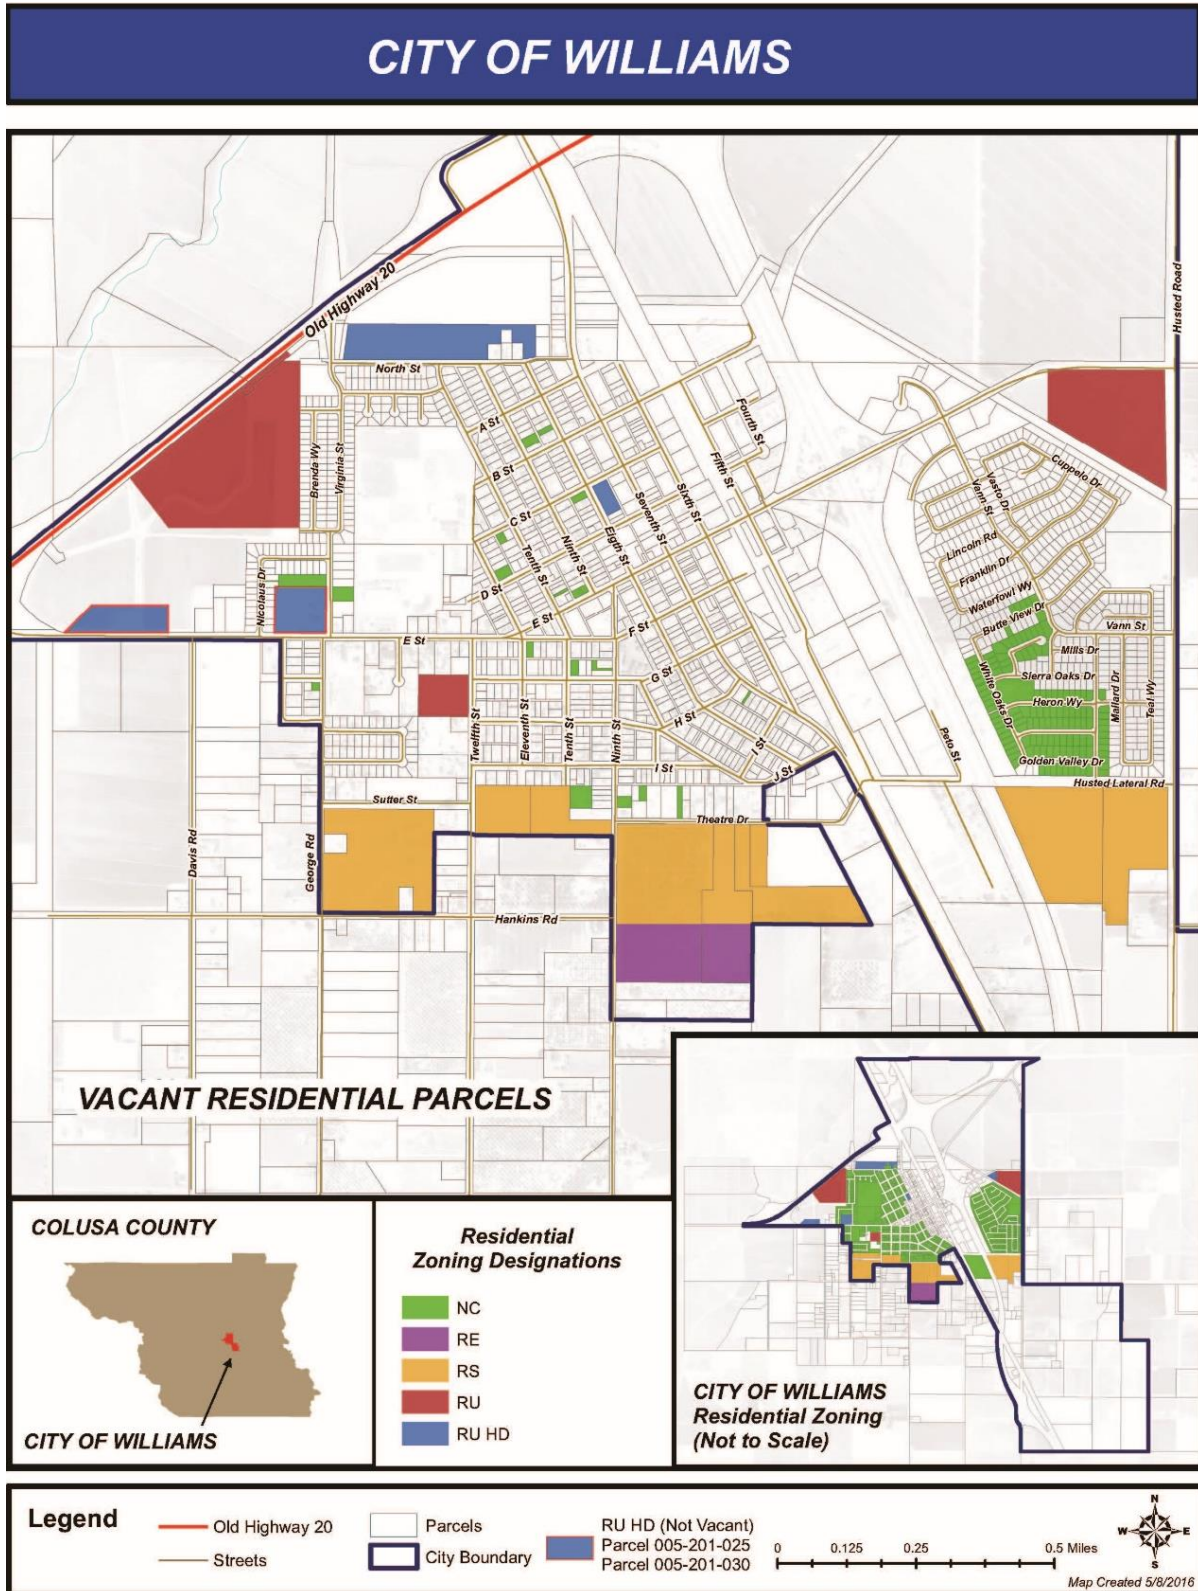 CITY OF WILLIAMS
Old Highway 20
Husted Road
North St
A St
B St
C St
D St
E St
Brenda Wy
Virginia St
Nicolaus Dr
Fourth St
Fifth St
Sixth St
Seventh St
Eigth St
Ninth St
Tenth St
E St
F St
G St
H St
I St
J St
I St
Twelfth St
Eleventh St
Tenth St
Ninth St
Cuppelo Dr
Vasto Dr
Vann St
Lincoln Rd
Franklin Dr
Waterfowl Wy
Butte View Dr
Vann St
Mills Dr
Sierra Oaks Dr
White Oaks Dr
Heron Wy
Mallard Dr
Teal Wy
Golden Valley Dr
Husted Lateral Rd
Peto St
Sutter St
Theatre Dr
Davis Rd
George Rd
Hankins Rd
VACANT RESIDENTIAL PARCELS
COLUSA COUNTY
CITY OF WILLIAMS
Residential
Zoning Designations
NC
RE
RS
RU
RU HD
CITY OF WILLIAMS
Residential Zoning
(Not to Scale)
Legend
Old Highway 20
Streets
Parcels
City Boundary
RU HD (Not Vacant)
Parcel 005-201-025
Parcel 005-201-030
0 0.125 0.25 0.5 Miles
N
W E
S
Map Created 5/8/2016